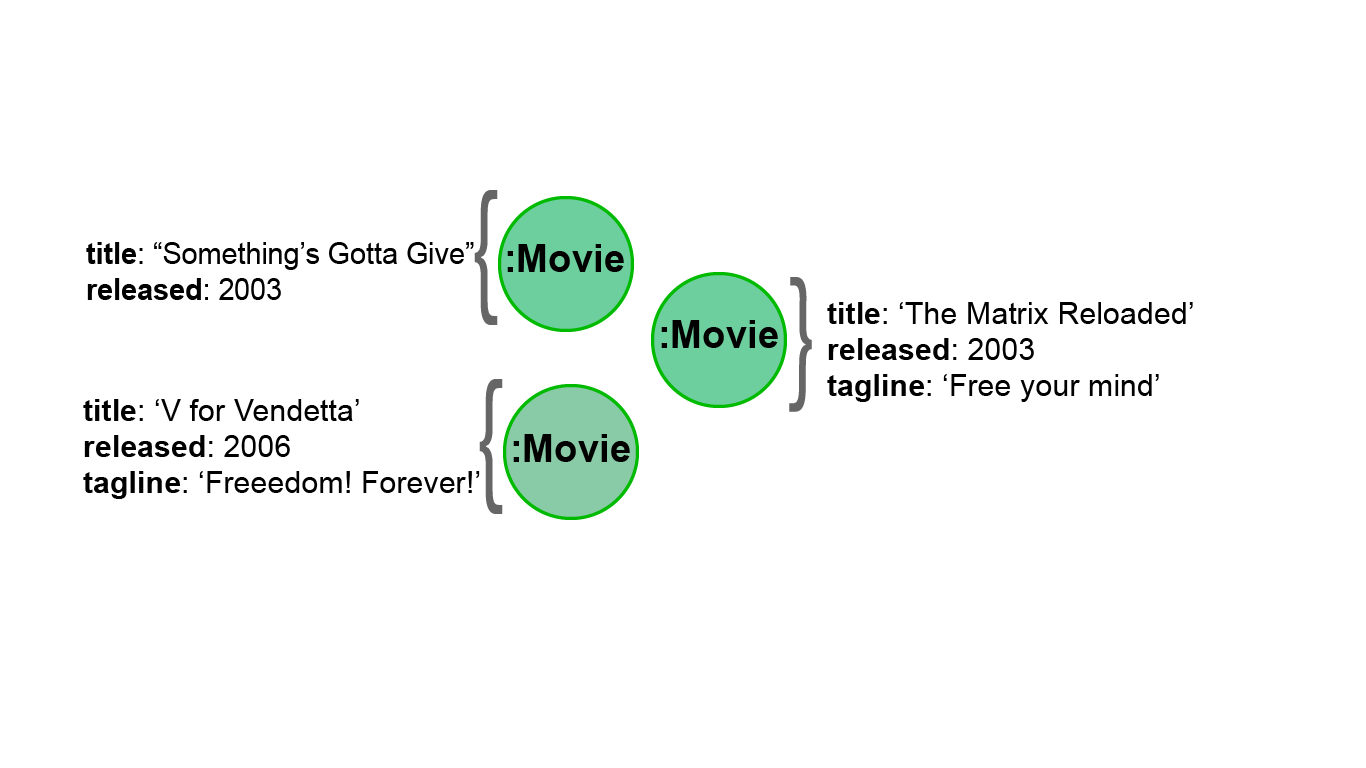 title: “Something’s Gotta Give”
released: 2003
:Movie
:Movie
title: ‘The Matrix Reloaded’
released: 2003
tagline: ‘Free your mind’
title: ‘V for Vendetta’
released: 2006
tagline: ‘Freeedom! Forever!’
:Movie